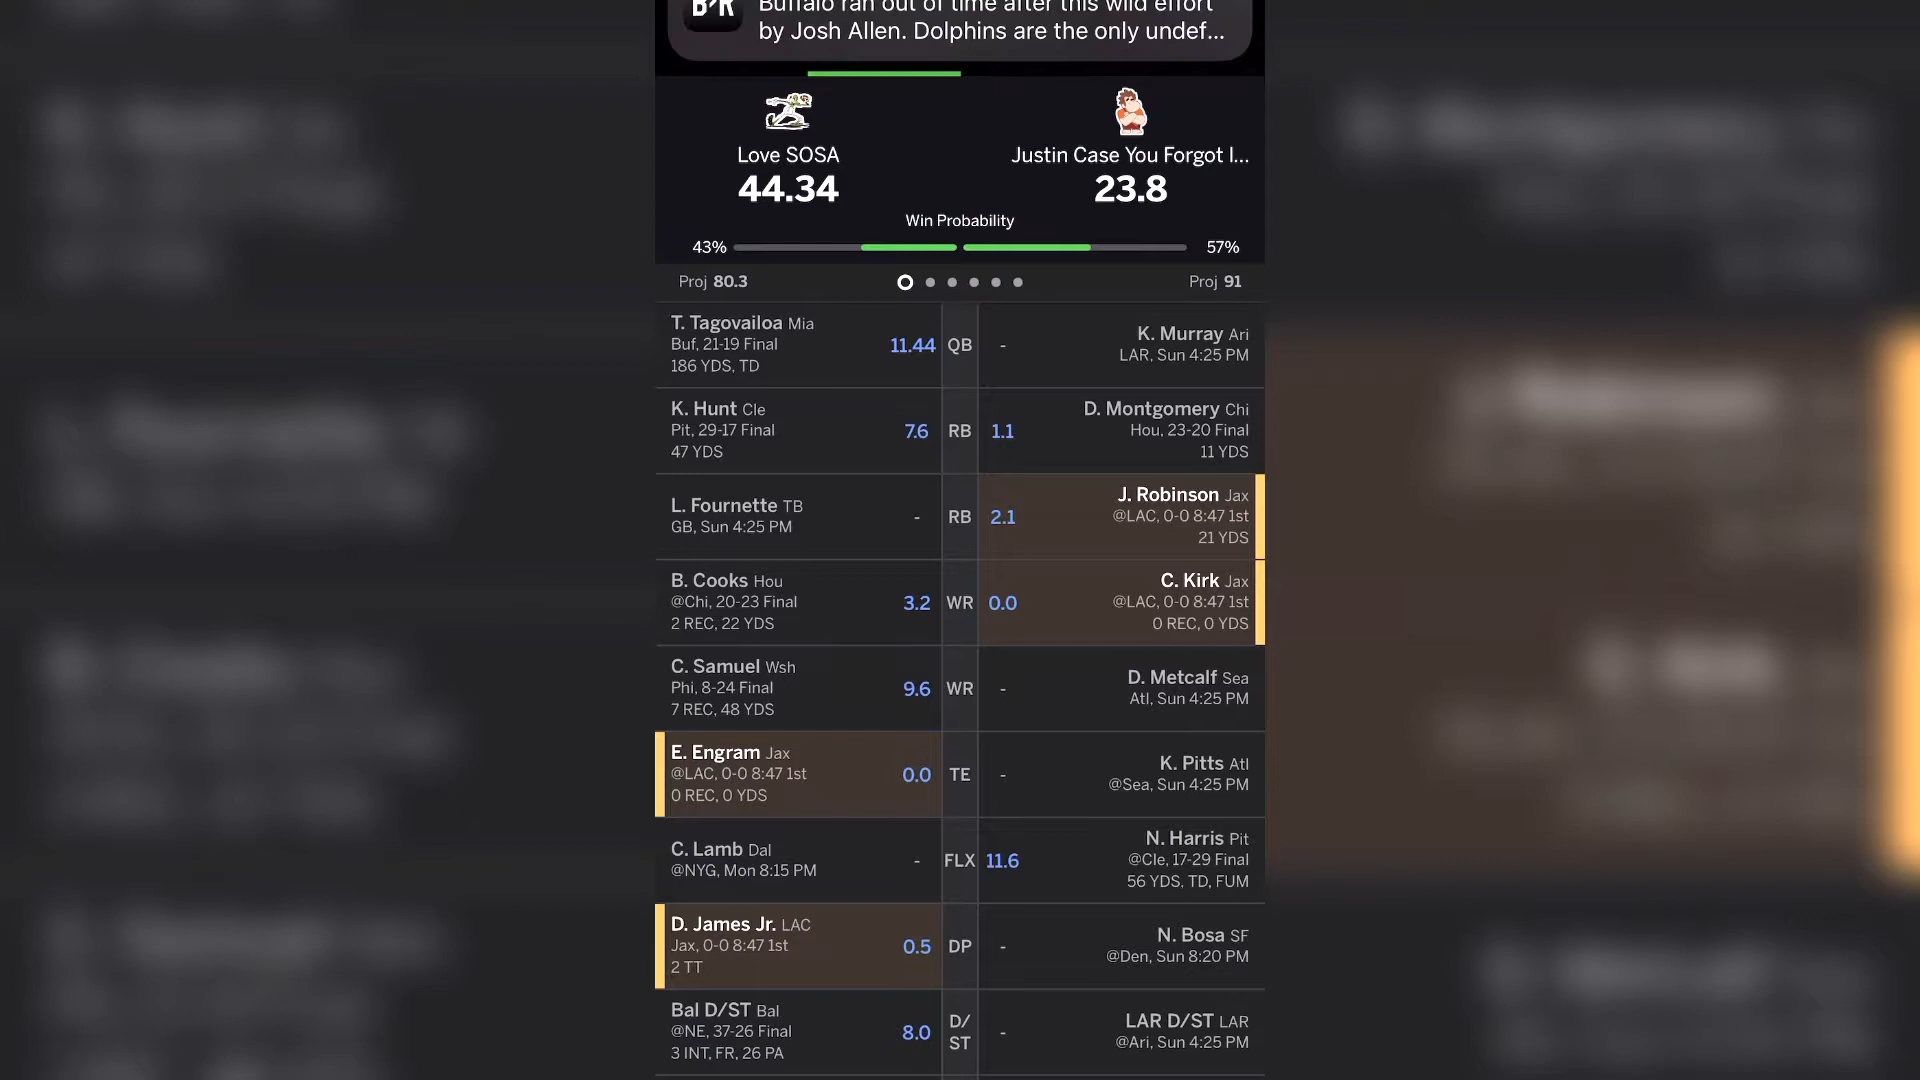 B/R
Buffalo ran out of time after this wild effort
by Josh Allen. Dolphins are the only undef...
Love SOSA
44.34
Justin Case You Forgot I...
23.8
Win Probability
43%
57%
Proj 80.3
Proj 91
T. Tagovailoa Mia
Buf, 21-19 Final
186 YDS, TD
11.44
QB
-
K. Murray Ari
LAR, Sun 4:25 PM
K. Hunt Cle
Pit, 29-17 Final
47 YDS
7.6
RB
1.1
D. Montgomery Chi
Hou, 23-20 Final
11 YDS
L. Fournette TB
GB, Sun 4:25 PM
-
RB
2.1
J. Robinson Jax
@LAC, 0-0 8:47 1st
21 YDS
B. Cooks Hou
@Chi, 20-23 Final
2 REC, 22 YDS
3.2
WR
0.0
C. Kirk Jax
@LAC, 0-0 8:47 1st
0 REC, 0 YDS
C. Samuel Wsh
Phi, 8-24 Final
7 REC, 48 YDS
9.6
WR
-
D. Metcalf Sea
Atl, Sun 4:25 PM
E. Engram Jax
@LAC, 0-0 8:47 1st
0 REC, 0 YDS
0.0
TE
-
K. Pitts Atl
@Sea, Sun 4:25 PM
C. Lamb Dal
@NYG, Mon 8:15 PM
-
FLX
11.6
N. Harris Pit
@Cle, 17-29 Final
56 YDS, TD, FUM
D. James Jr. LAC
Jax, 0-0 8:47 1st
2 TT
0.5
DP
-
N. Bosa SF
@Den, Sun 8:20 PM
Bal D/ST Bal
@NE, 37-26 Final
3 INT, FR, 26 PA
8.0
D/
ST
-
LAR D/ST LAR
@Ari, Sun 4:25 PM